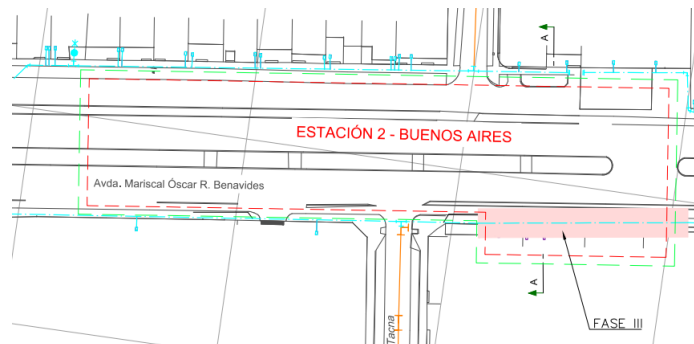 A
ESTACIÓN 2 - BUENOS AIRES
Avda. Mariscal Óscar R. Benavides
A
FASE III
Tacna